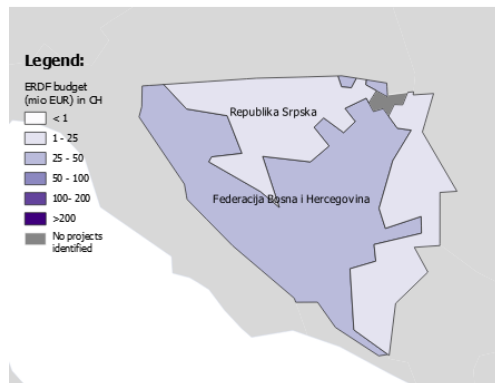 Legend:
ERDF budget
(mio EUR) in CH
< 1
1 - 25
25 - 50
50 - 100
100- 200
>200
No projects
identified
Republika Srpska
Federacija Bosna i Hercegovina